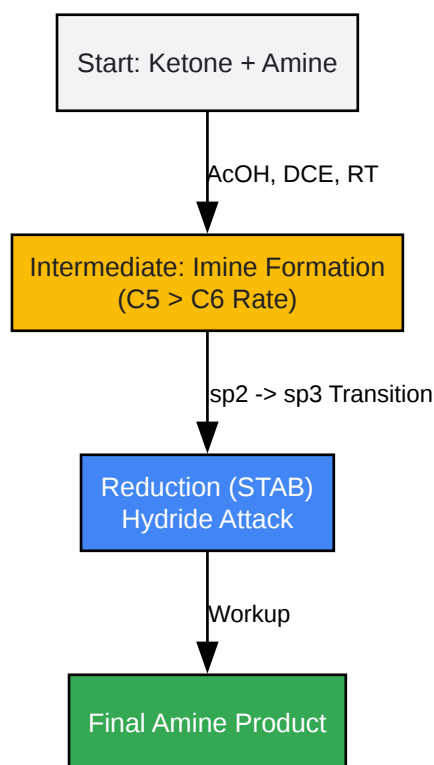 Start: Ketone + Amine
AcOH, DCE, RT
Intermediate: Imine Formation
(C5 > C6 Rate)
sp2 -> sp3 Transition
Reduction (STAB)
Hydride Attack
Workup
Final Amine Product